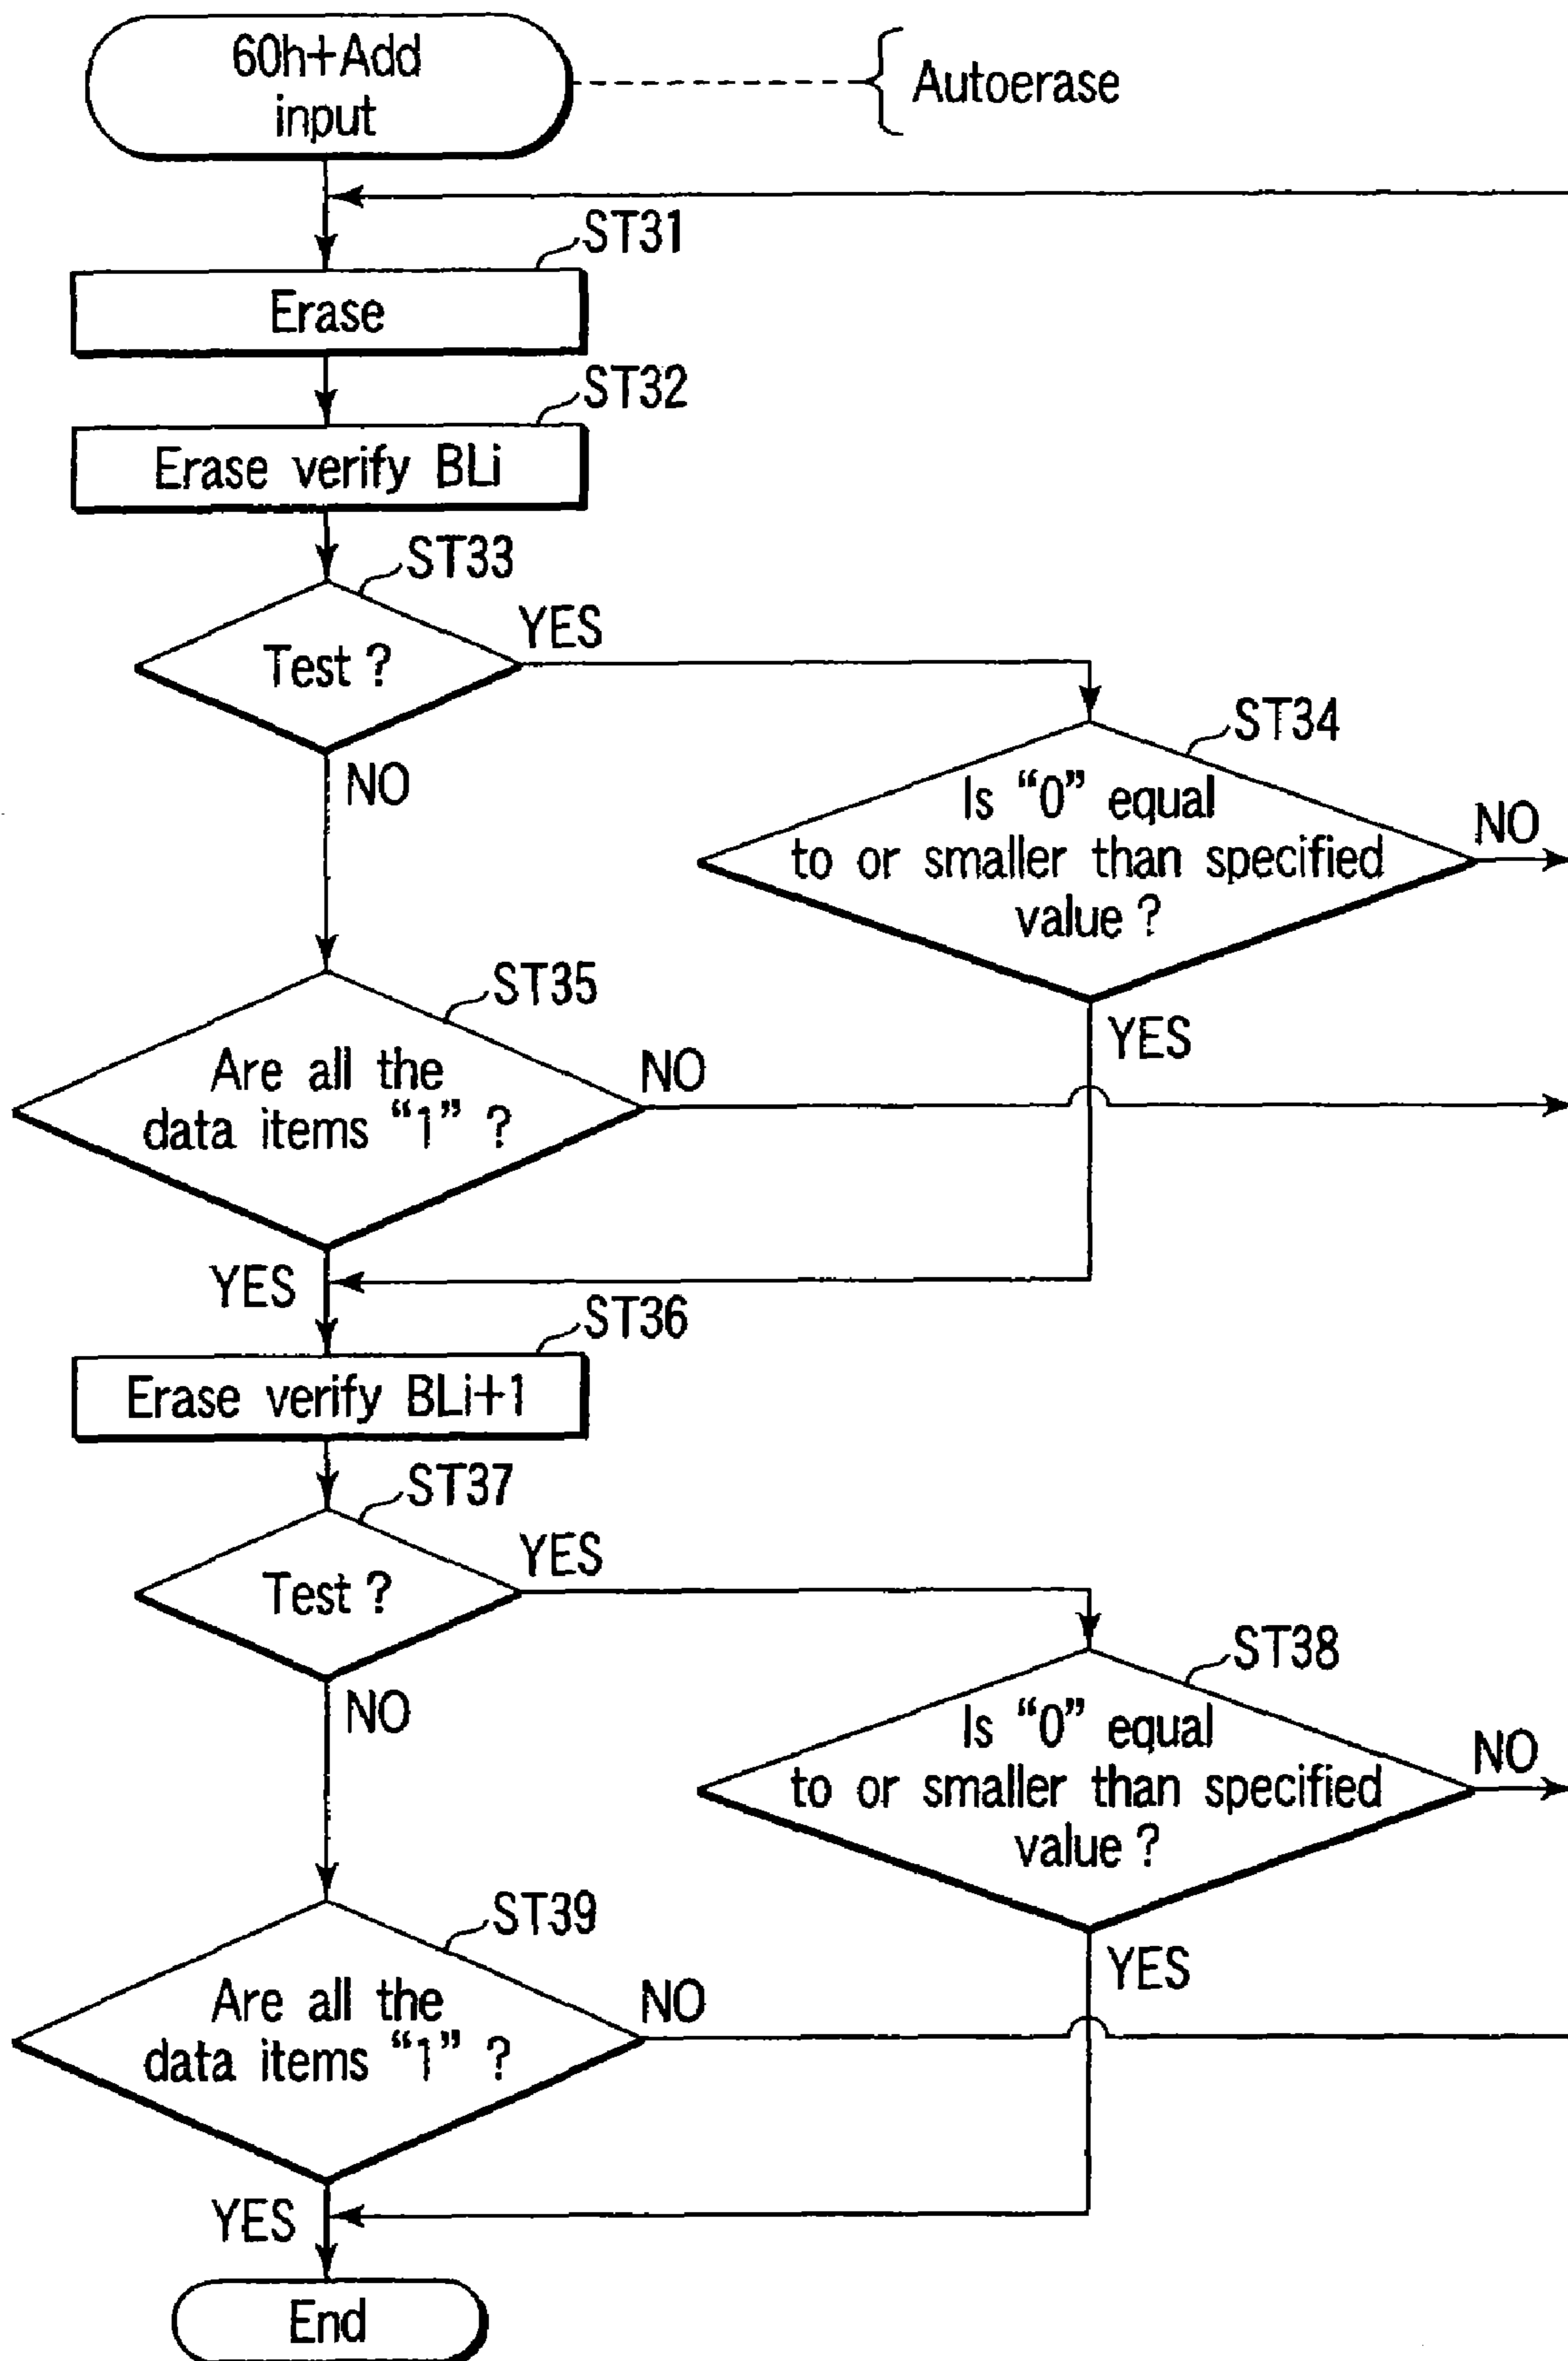 60h+Add
input
Autoerase
ST31
Erase
ST32
Erase verify BLi
ST33
Test ?
YES
NO
ST34
Is “0” equal
to or smaller than specified
value ?
NO
YES
ST35
Are all the
data items “1” ?
NO
YES
ST36
Erase verify BLi+1
ST37
Test ?
YES
NO
ST38
Is “0” equal
to or smaller than specified
value ?
NO
YES
ST39
Are all the
data items “1” ?
NO
YES
End